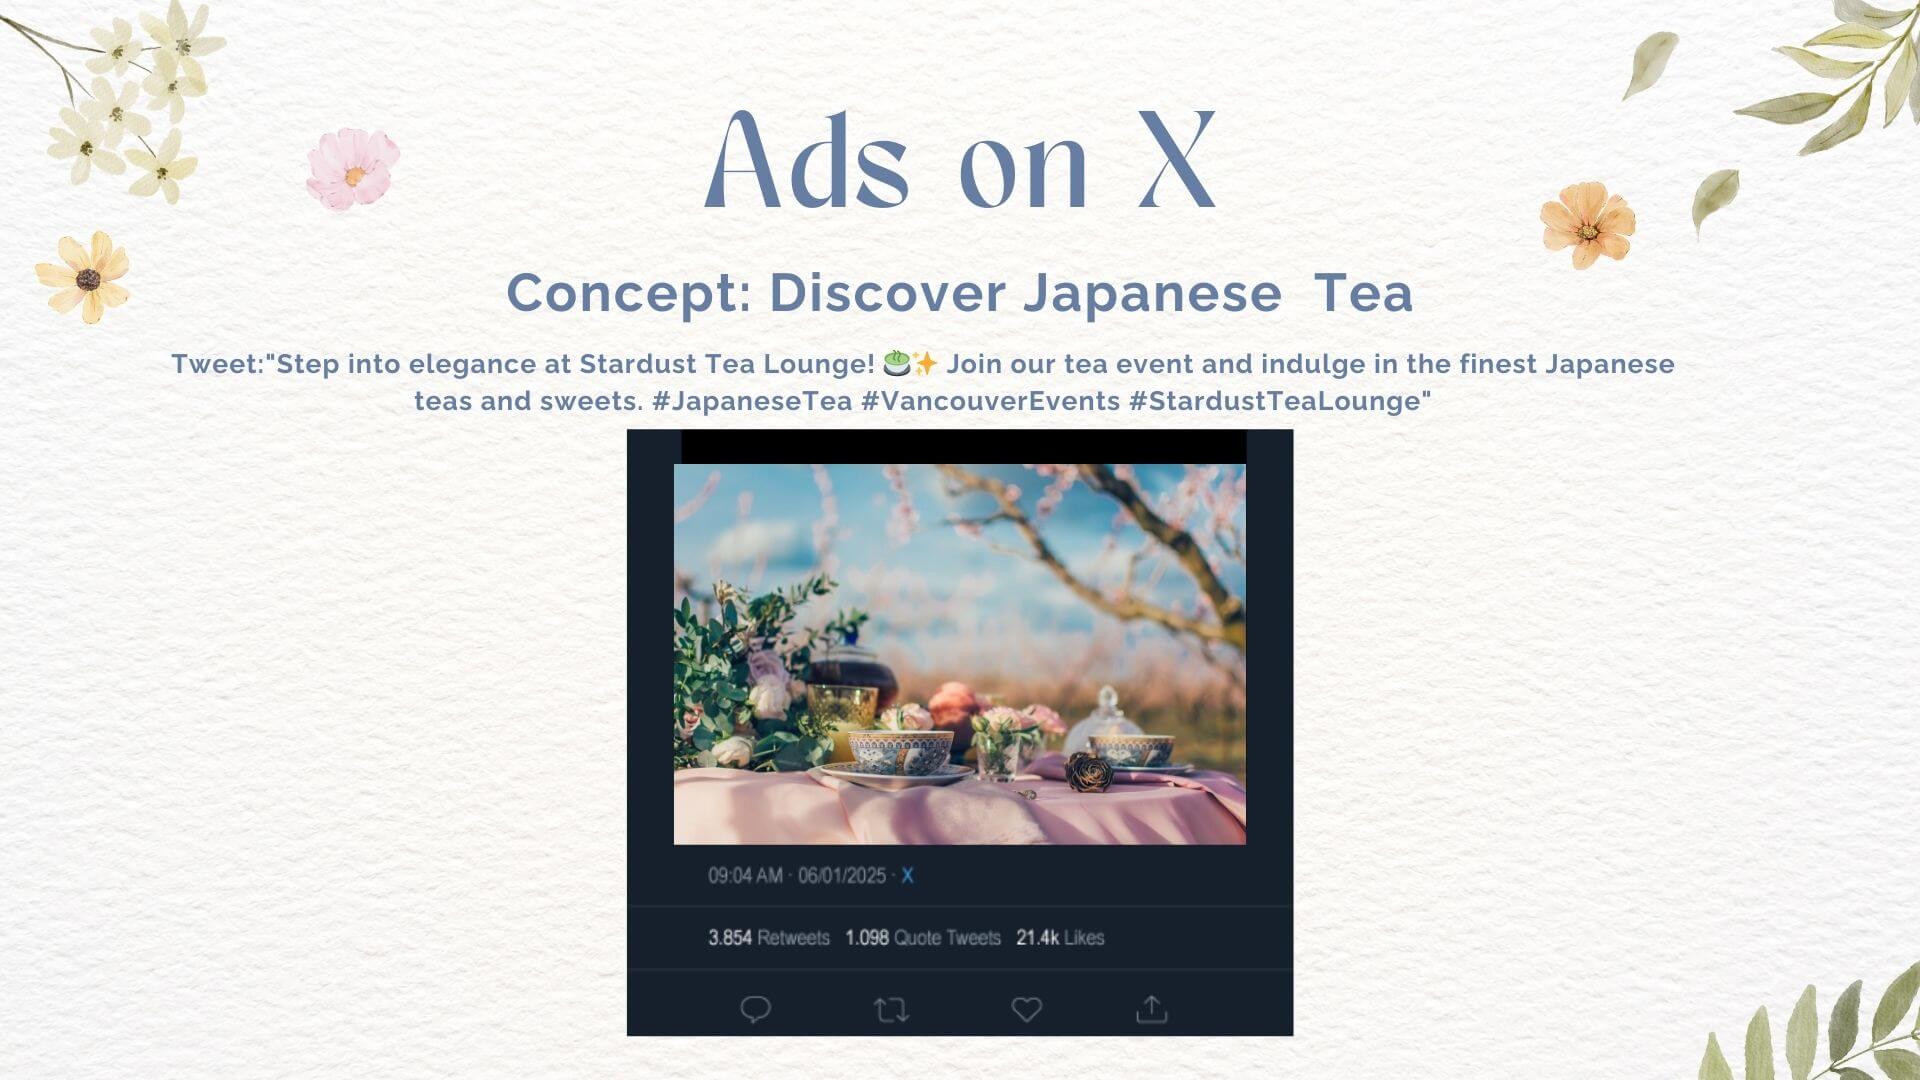 Ads on X
Concept: Discover Japanese Tea
Tweet:"Step into elegance at Stardust Tea Lounge! 🍵✨ Join our tea event and indulge in the finest Japanese
teas and sweets. #JapaneseTea #VancouverEvents #StardustTeaLounge"
09:04 AM · 06/01/2025 · X
3.854 Retweets 1.098 Quote Tweets 21.4k Likes